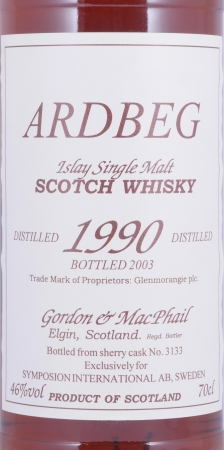 ARDBEG
Islay Single Malt
SCOTCH WHISKY
DISTILLED 1990 DISTILLED
BOTTLED 2003
Trade Mark of Proprietors: Glenmorangie plc.
Gordon & MacPhail
Elgin, Scotland. Regd. Bottler
Bottled from sherry cask No. 3133
Exclusively for
SYMPOSION INTERNATIONAL AB, SWEDEN
46%vol PRODUCT OF SCOTLAND 70cl